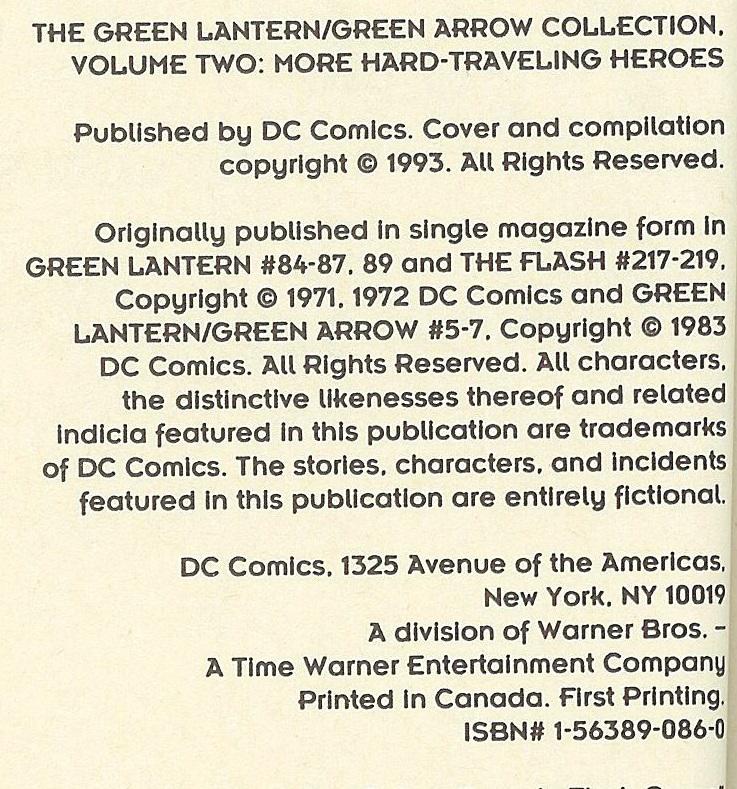 THE GREEN LANTERN/GREEN ARROW COLLECTION,
VOLUME TWO: MORE HARD-TRAVELING HEROES
Published by DC Comics. Cover and compilation
copyright © 1993. All Rights Reserved.
Originally published in single magazine form in
GREEN LANTERN #84-87, 89 and THE FLASH #217-219,
Copyright © 1971, 1972 DC Comics and GREEN
LANTERN/GREEN ARROW #5-7, Copyright © 1983
DC Comics. All Rights Reserved. All characters,
the distinctive likenesses thereof and related
indicia featured in this publication are trademarks
of DC Comics. The stories, characters, and incidents
featured in this publication are entirely fictional.
DC Comics, 1325 Avenue of the Americas,
New York, NY 10019
A division of Warner Bros. -
A Time Warner Entertainment Company
Printed in Canada. First Printing.
ISBN# 1-56389-086-0